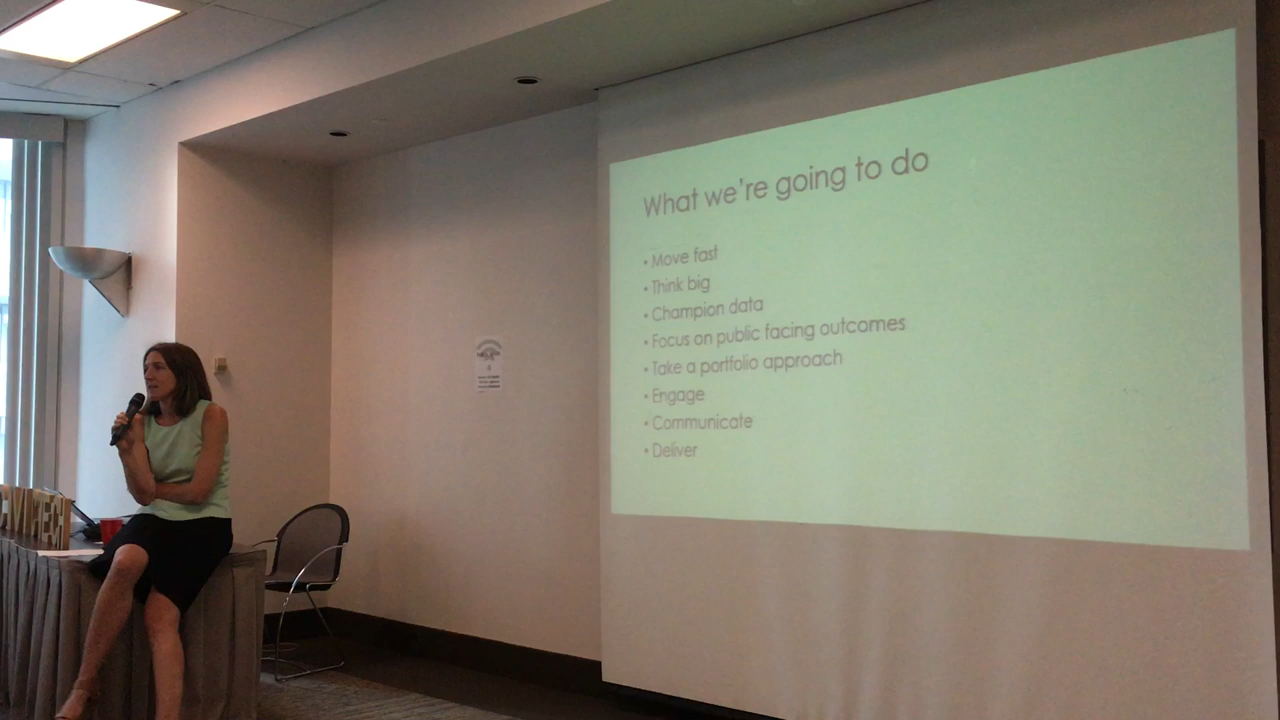 What we're going to do
• Move fast
• Think big
• Champion data
• Focus on public facing outcomes
• Take a portfolio approach
• Engage
• Communicate
• Deliver